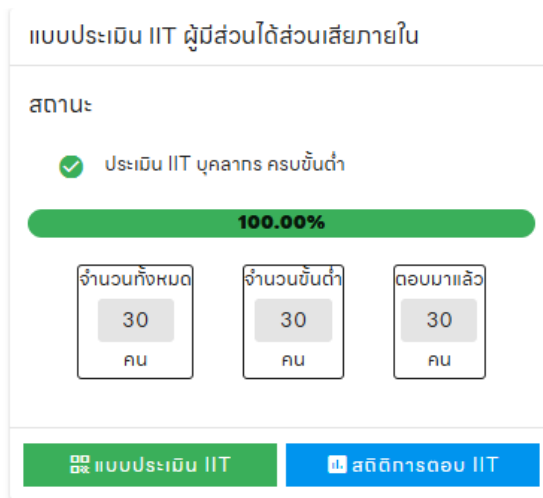 แบบประเมิน IIT ผู้มีส่วนได้ส่วนเสียภายใน
สถานะ
ประเมิน IIT บุคลากร ครบขั้นต่ำ
100.00%
จำนวนทั้งหมด จำนวนขั้นต่ำ ตอบมาแล้ว
30 30 30
คน คน คน
แบบประเมิน IIT สถิติการตอบ IIT